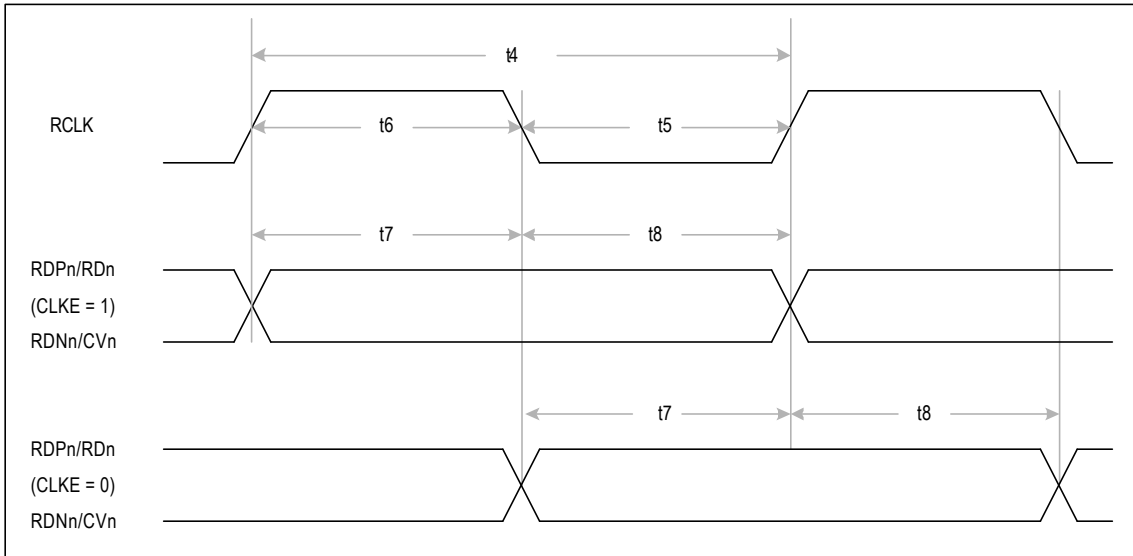 t4
RCLK
t6
t5
t7
t8
RDPn/RDn
(CLKE = 1)
RDNn/CVn
t7
t8
RDPn/RDn
(CLKE = 0)
RDNn/CVn